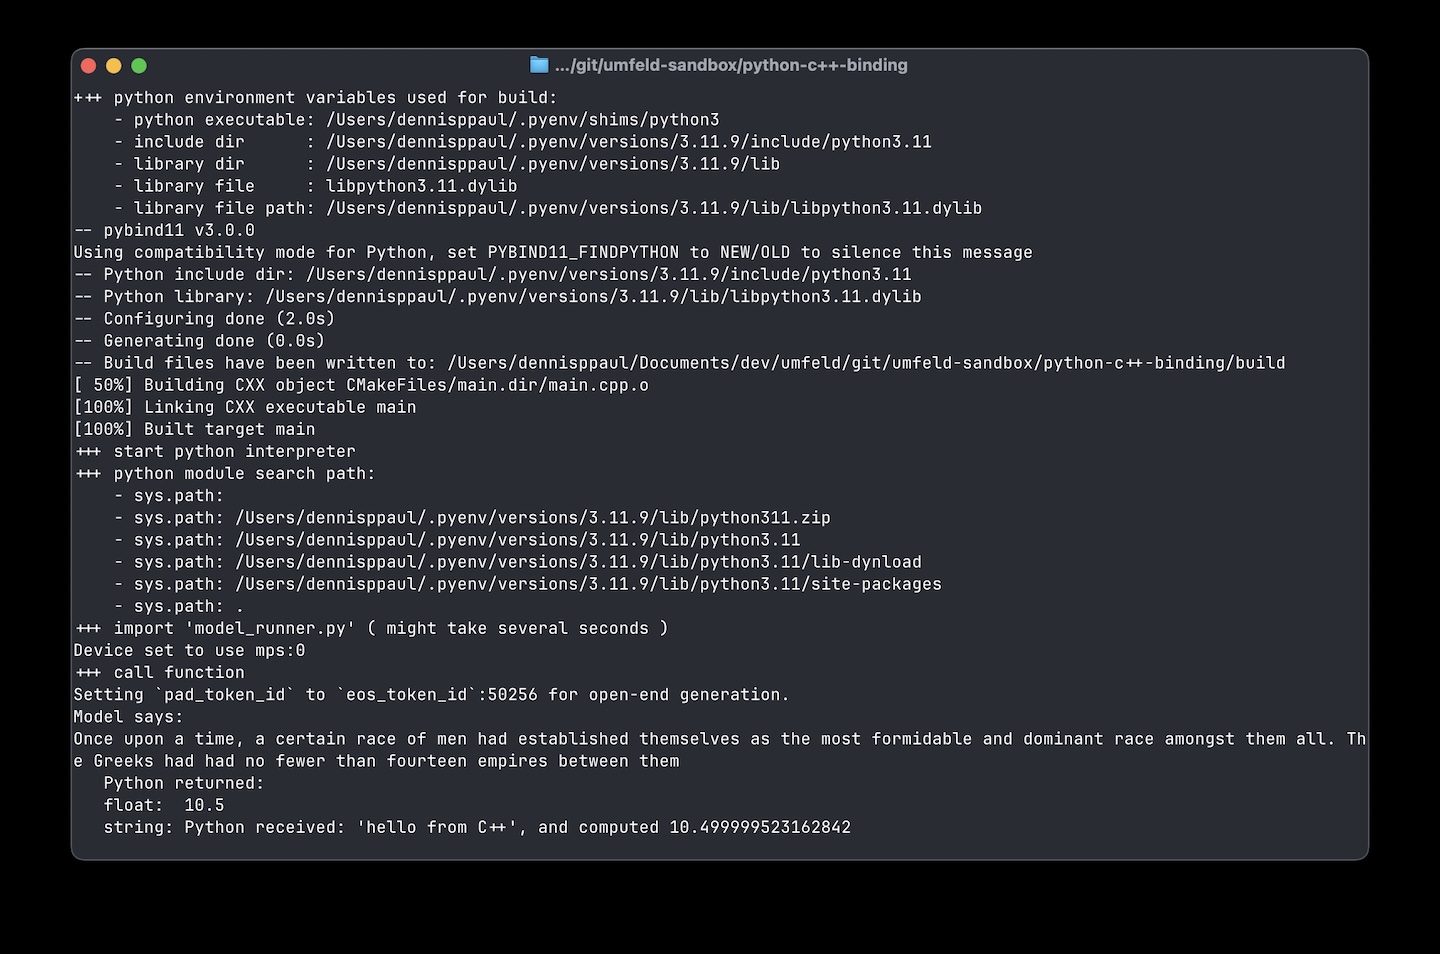 .../git/umfeld-sandbox/python-c++-binding
+++ python environment variables used for build:
    - python executable: /Users/dennisppaul/.pyenv/shims/python3
    - include dir      : /Users/dennisppaul/.pyenv/versions/3.11.9/include/python3.11
    - library dir      : /Users/dennisppaul/.pyenv/versions/3.11.9/lib
    - library file     : libpython3.11.dylib
    - library file path: /Users/dennisppaul/.pyenv/versions/3.11.9/lib/libpython3.11.dylib
-- pybind11 v3.0.0
Using compatibility mode for Python, set PYBIND11_FINDPYTHON to NEW/OLD to silence this message
-- Python include dir: /Users/dennisppaul/.pyenv/versions/3.11.9/include/python3.11
-- Python library: /Users/dennisppaul/.pyenv/versions/3.11.9/lib/libpython3.11.dylib
-- Configuring done (2.0s)
-- Generating done (0.0s)
-- Build files have been written to: /Users/dennisppaul/Documents/dev/umfeld/git/umfeld-sandbox/python-c++-binding/build
[ 50%] Building CXX object CMakeFiles/main.dir/main.cpp.o
[100%] Linking CXX executable main
[100%] Built target main
+++ start python interpreter
+++ python module search path:
    - sys.path:
    - sys.path: /Users/dennisppaul/.pyenv/versions/3.11.9/lib/python311.zip
    - sys.path: /Users/dennisppaul/.pyenv/versions/3.11.9/lib/python3.11
    - sys.path: /Users/dennisppaul/.pyenv/versions/3.11.9/lib/python3.11/lib-dynload
    - sys.path: /Users/dennisppaul/.pyenv/versions/3.11.9/lib/python3.11/site-packages
    - sys.path: .
+++ import 'model_runner.py' ( might take several seconds )
Device set to use mps:0
+++ call function
Setting `pad_token_id` to `eos_token_id`:50256 for open-end generation.
Model says:
Once upon a time, a certain race of men had established themselves as the most formidable and dominant race amongst them all. Th
e Greeks had had no fewer than fourteen empires between them
   Python returned:
   float:  10.5
   string: Python received: 'hello from C++', and computed 10.499999523162842